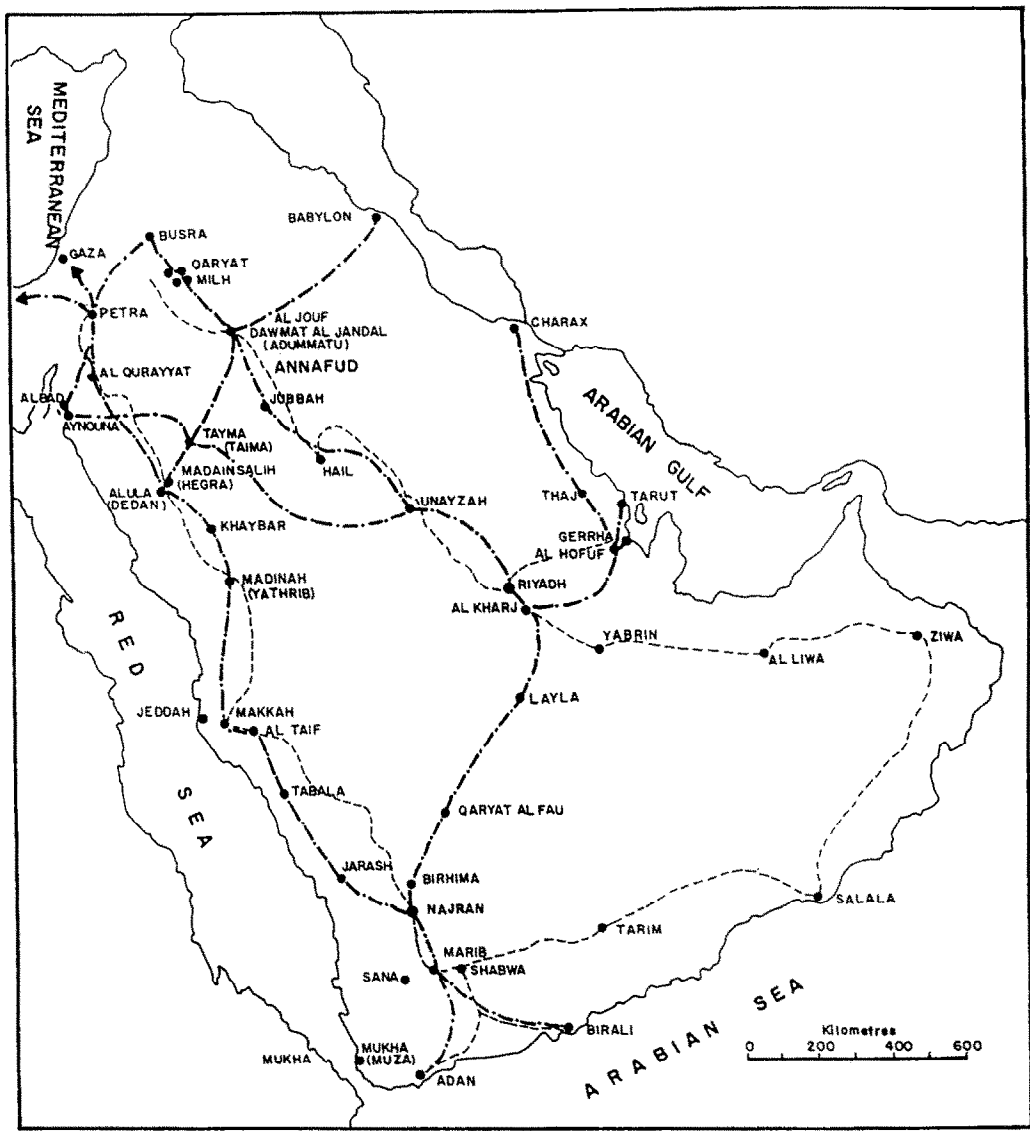 MEDITERRANEAN
SEA
BABYLON
BUSRA
GAZA
QARYAT
MILH
PETRA
AL JOUF
DAWMAT AL JANDAL
(ADUMMATU)
CHARAX
ANNAFUD
AL QURAYYAT
ALBAD
AYNOUNA
JUBBAH
ARABIAN
GULF
TAYMA
(TAIMA)
HAIL
MADAINSALIH
(HEGRA)
ALULA
(DEDAN)
THAJ
TARUT
UNAYZAH
KHAYBAR
GERRHA
AL HOFUF
MADINAH
(YATHRIB)
RIYADH
AL KHARJ
YABRIN
AL LIWA
ZIWA
RED
SEA
LAYLA
JEDDAH
MAKKAH
AL TAIF
TABALA
QARYAT AL FAU
JARASH
BIRHIMA
NAJRAN
SALALA
TARIM
MARIB
SHABWA
SANA
BIRALI
ARABIAN SEA
Kilometres
0 200 400 600
MUKHA
MUKHA
(MUZA)
ADAN